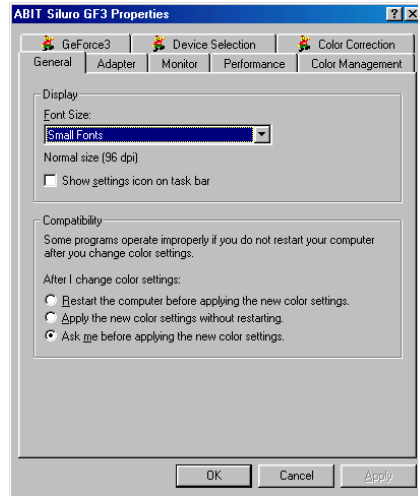 ABIT Siluro GF3 Properties
GeForce3 Device Selection Color Correction
General Adapter Monitor Performance Color Management
Display
Font Size:
Small Fonts
Normal size (96 dpi)
Show settings icon on task bar
Compatibility
Some programs operate improperly if you do not restart your computer
after you change color settings.
After I change color settings:
Restart the computer before applying the new color settings.
Apply the new color settings without restarting.
Ask me before applying the new color settings.
OK Cancel Apply